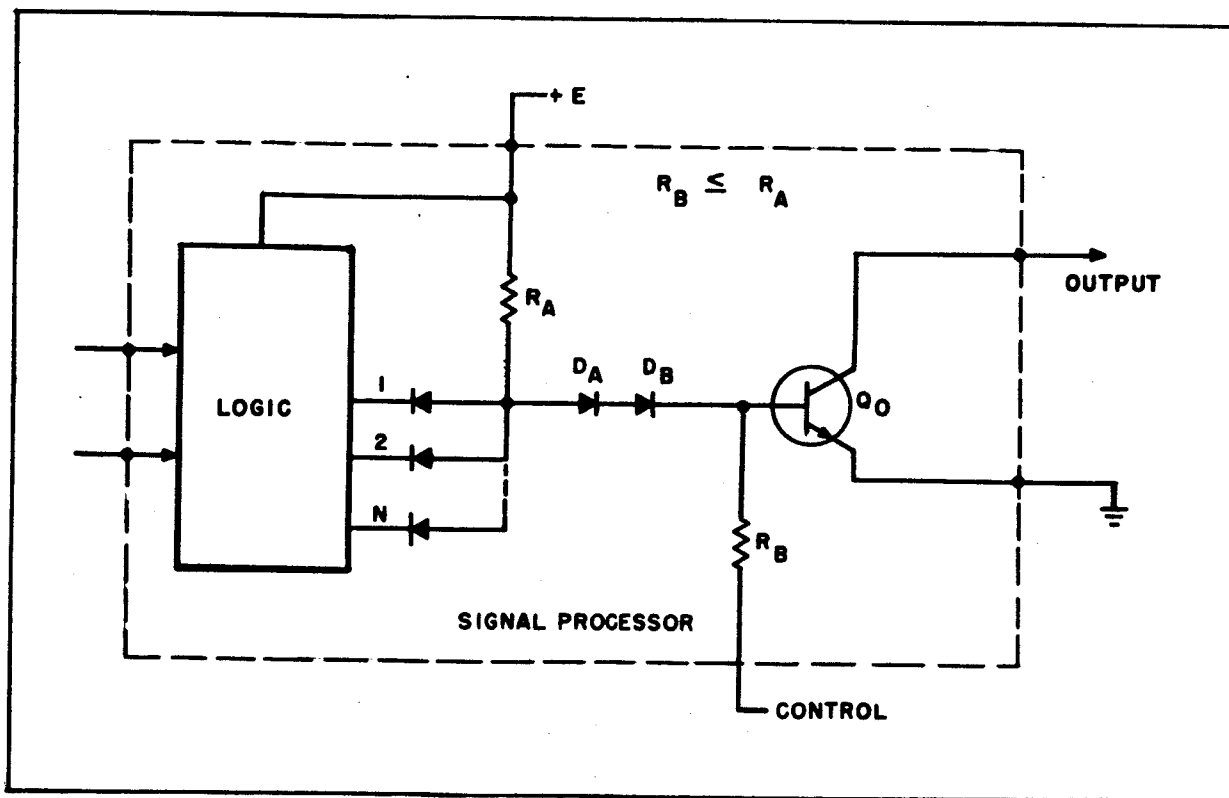 + E
R_B ≤ R_A
R_A
OUTPUT
D_A D_B
1
LOGIC
Q_O
2
N
R_B
SIGNAL PROCESSOR
CONTROL